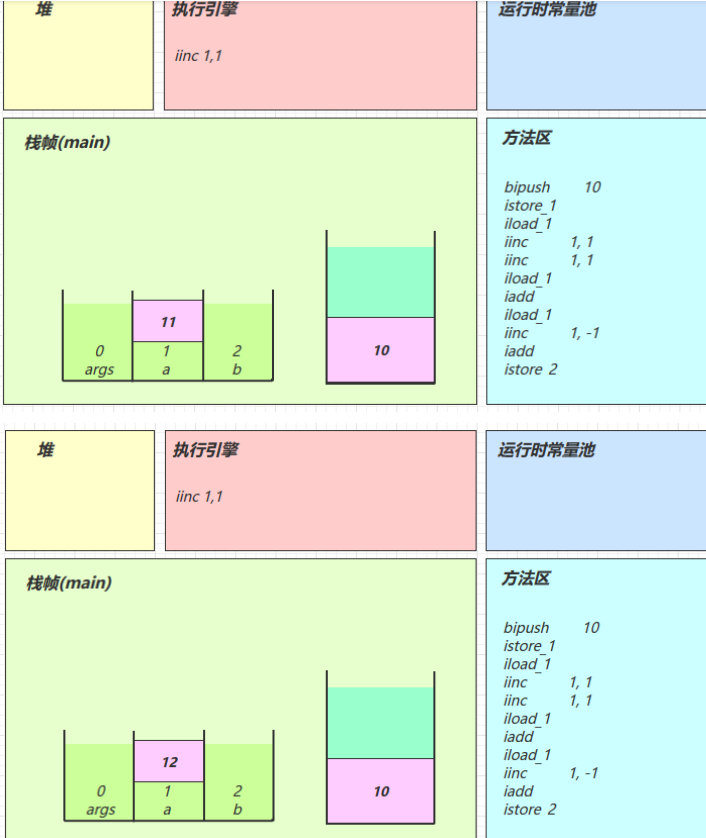 堆
执行引擎
运行时常量池
iinc 1,1
栈帧(main)
方法区
bipush 10
istore_1
iload_1
iinc 1, 1
iinc 1, 1
iload_1
iadd
iload_1
iinc 1, -1
iadd
istore 2
11
10
0 1 2
args a b
堆
执行引擎
运行时常量池
iinc 1,1
栈帧(main)
方法区
bipush 10
istore_1
iload_1
iinc 1, 1
iinc 1, 1
iload_1
iadd
iload_1
iinc 1, -1
iadd
istore 2
12
10
0 1 2
args a b